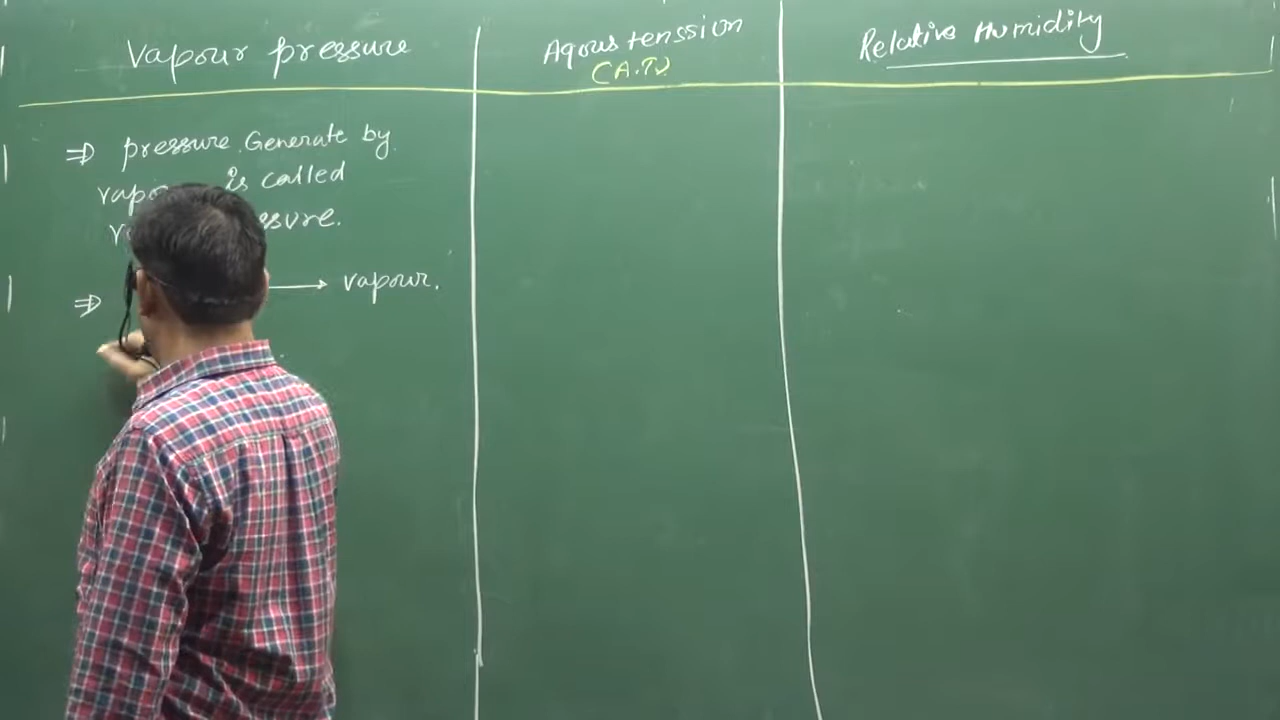 Vapour pressure
Aqous tenssion
(A.T.)
Relative Humidity
⇒ pressure Generate by
is called
⇒ → vapour.